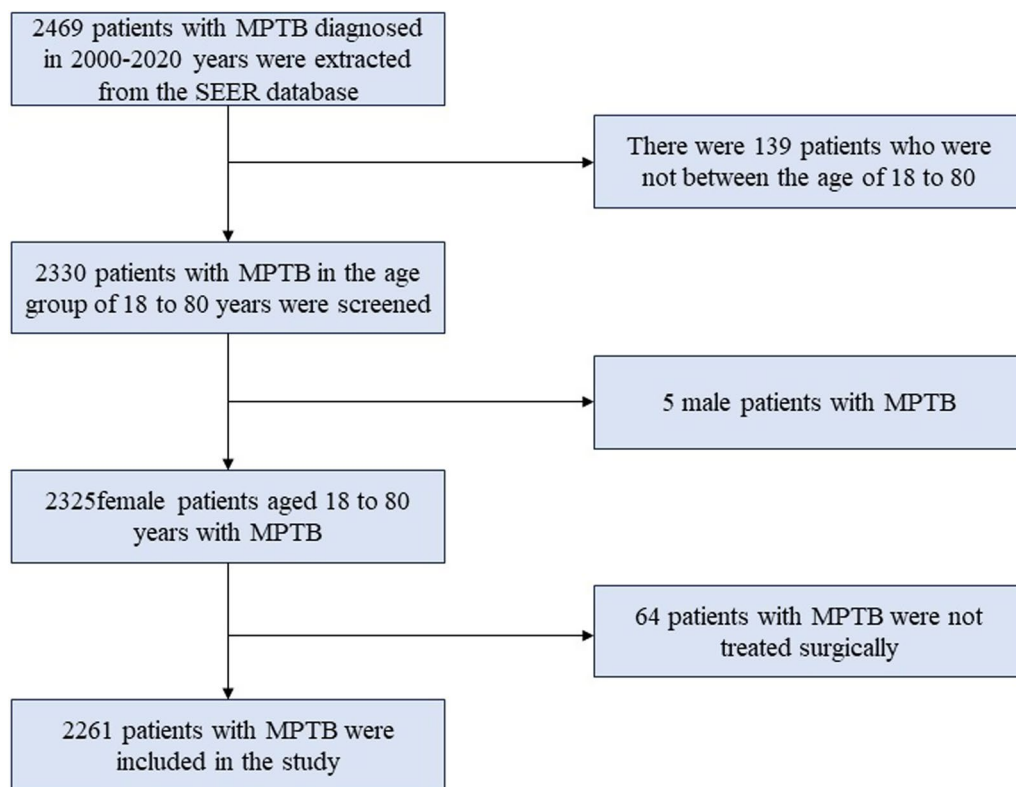 2469 patients with MPTB diagnosed
in 2000-2020 years were extracted
from the SEER database
There were 139 patients who were
not between the age of 18 to 80
2330 patients with MPTB in the age
group of 18 to 80 years were screened
5 male patients with MPTB
2325female patients aged 18 to 80
years with MPTB
64 patients with MPTB were not
treated surgically
2261 patients with MPTB were
included in the study